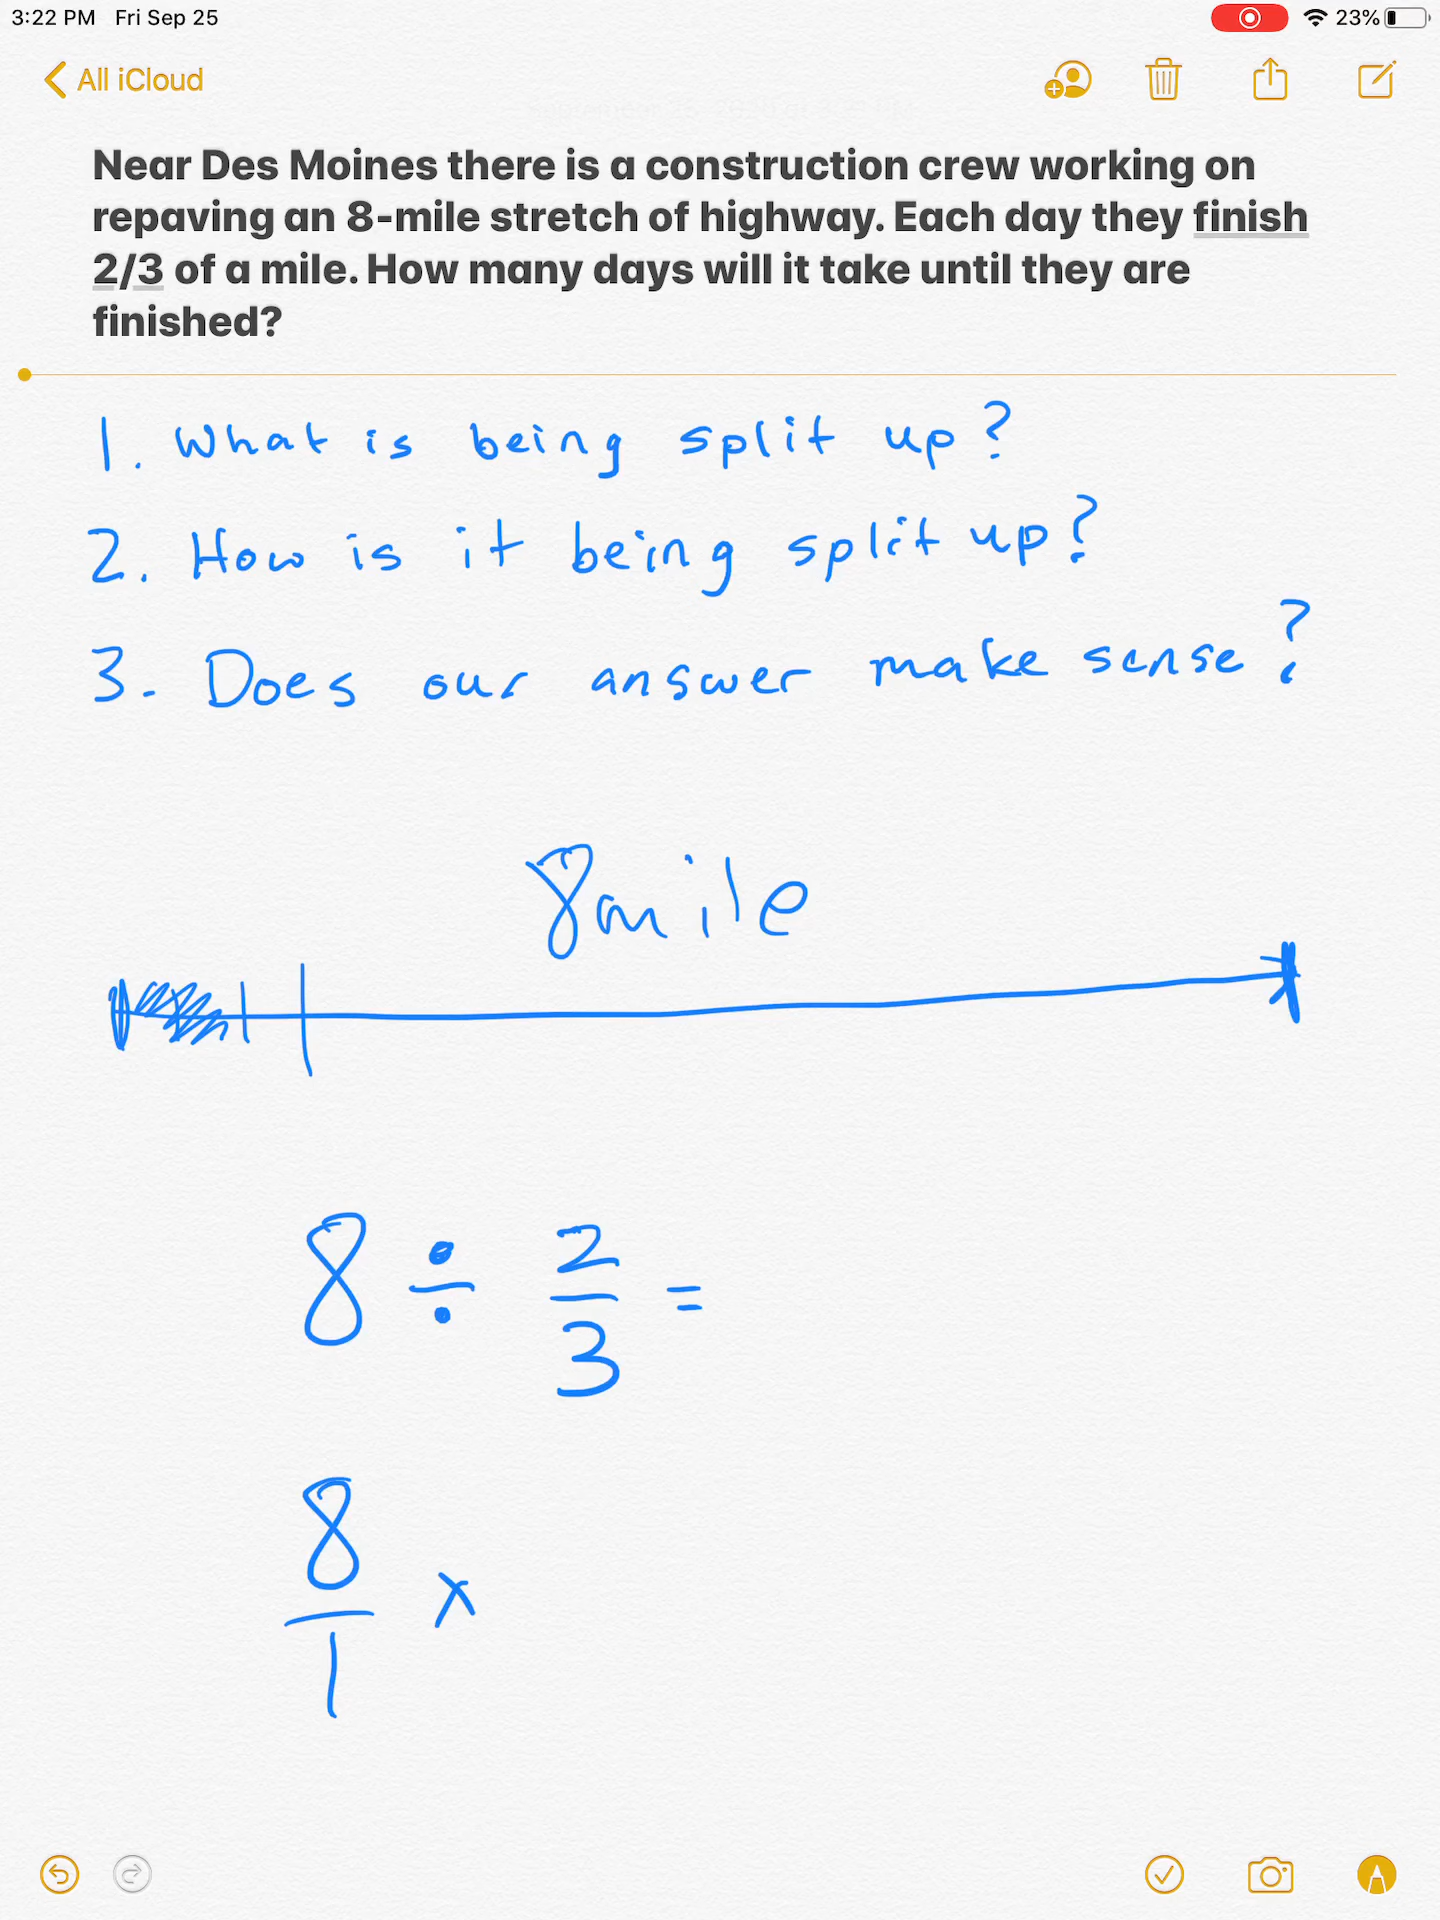 3:22 PM Fri Sep 25 23%
All iCloud
Near Des Moines there is a construction crew working on
repaving an 8-mile stretch of highway. Each day they finish
2/3 of a mile. How many days will it take until they are
finished?
1. What is being split up?
2. How is it being split up?
3. Does our answer make sense?
8 mile
8 ÷ 2/3 =
8/1 x